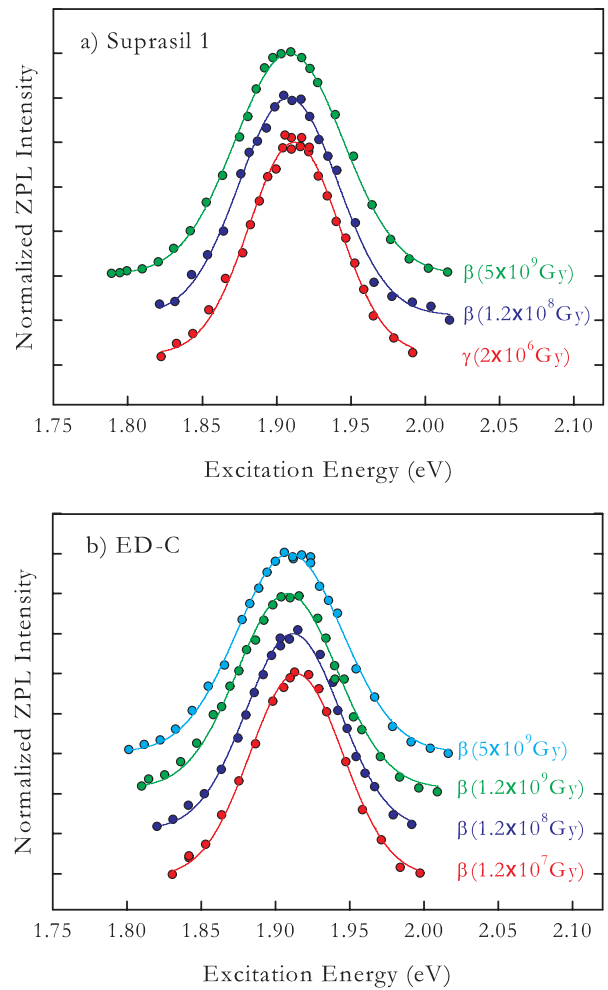 a) Suprasil 1
Normalized ZPL Intensity
β(5x10⁹Gy)
β(1.2x10⁸Gy)
γ(2x10⁶Gy)
1.75 1.80 1.85 1.90 1.95 2.00 2.05 2.10
Excitation Energy (eV)
b) ED-C
Normalized ZPL Intensity
β(5x10⁹Gy)
β(1.2x10⁹Gy)
β(1.2x10⁸Gy)
β(1.2x10⁷Gy)
1.75 1.80 1.85 1.90 1.95 2.00 2.05 2.10
Excitation Energy (eV)